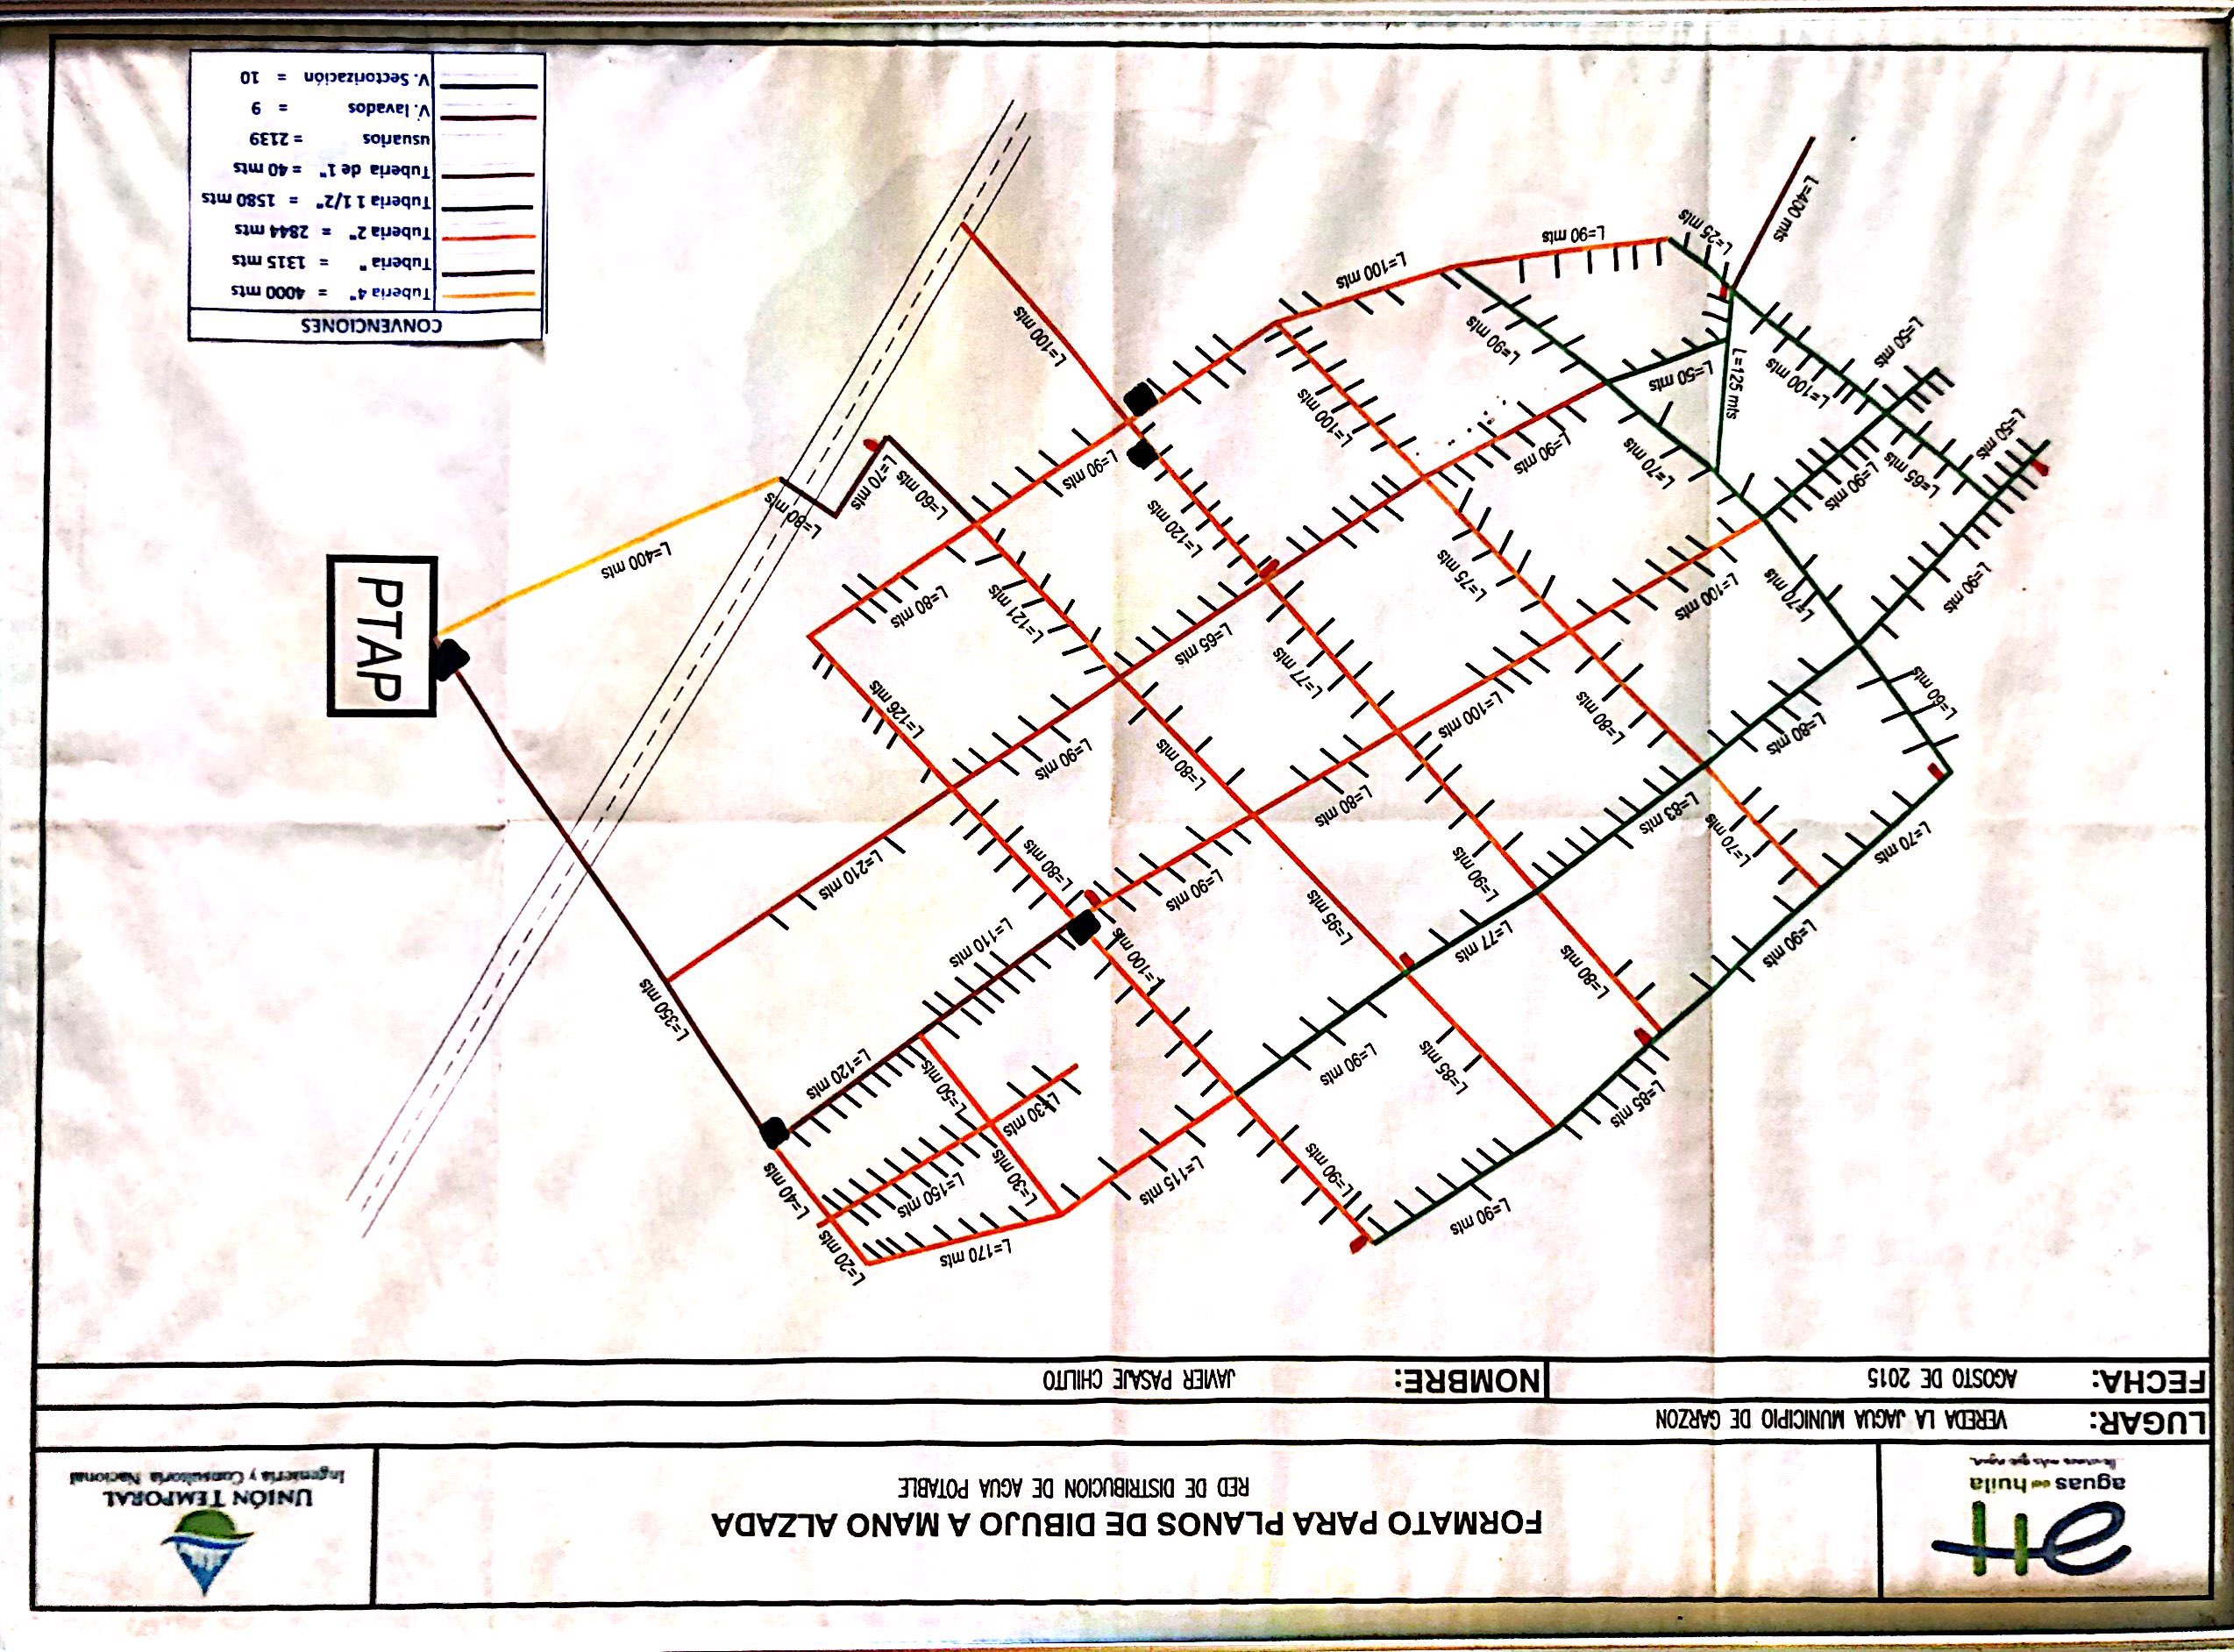 FORMATO PARA PLANOS DE DIBUJO A MANO ALZADA
RED DE DISTRIBUCION DE AGUA POTABLE
aguas del huila
UNIÓN TEMPORAL
Ingeniería y Consultoría Nacional
LUGAR: VEREDA LA JAGUA MUNICIPIO DE GARZON
FECHA: AGOSTO DE 2015
NOMBRE: JAVIER PASAJE CHILITO
L=90 mts
L=90 mts
L=85 mts
L=90 mts
L=70 mts
L=60 mts
L=170 mts
L=20 mts
L=40 mts
L=150 mts
L=30 mts
L=30 mts
L=50 mts
L=115 mts
L=120 mts
L=110 mts
L=350 mts
L=90 mts
L=85 mts
L=77 mts
L=80 mts
L=83 mts
L=70 mts
L=80 mts
L=100 mts
L=95 mts
L=90 mts
L=80 mts
L=90 mts
L=80 mts
L=100 mts
L=100 mts
L=80 mts
L=210 mts
L=90 mts
L=80 mts
L=65 mts
L=77 mts
L=75 mts
L=70 mts
L=90 mts
L=90 mts
L=65 mts
L=50 mts
L=50 mts
L=100 mts
L=126 mts
L=121 mts
L=120 mts
L=100 mts
L=90 mts
L=70 mts
L=50 mts
L=125 mts
L=80 mts
L=90 mts
L=60 mts
L=70 mts
L=80 mts
L=400 mts
L=100 mts
L=100 mts
L=90 mts
L=90 mts
L=25 mts
L=400 mts
PTAP
CONVENCIONES
Tuberia 4" = 4000 mts
Tuberia " = 1315 mts
Tuberia 2" = 2844 mts
Tuberia 1 1/2" = 1580 mts
Tuberia de 1" = 40 mts
usuarios = 2139
V. lavados = 9
V. Sectorización = 10